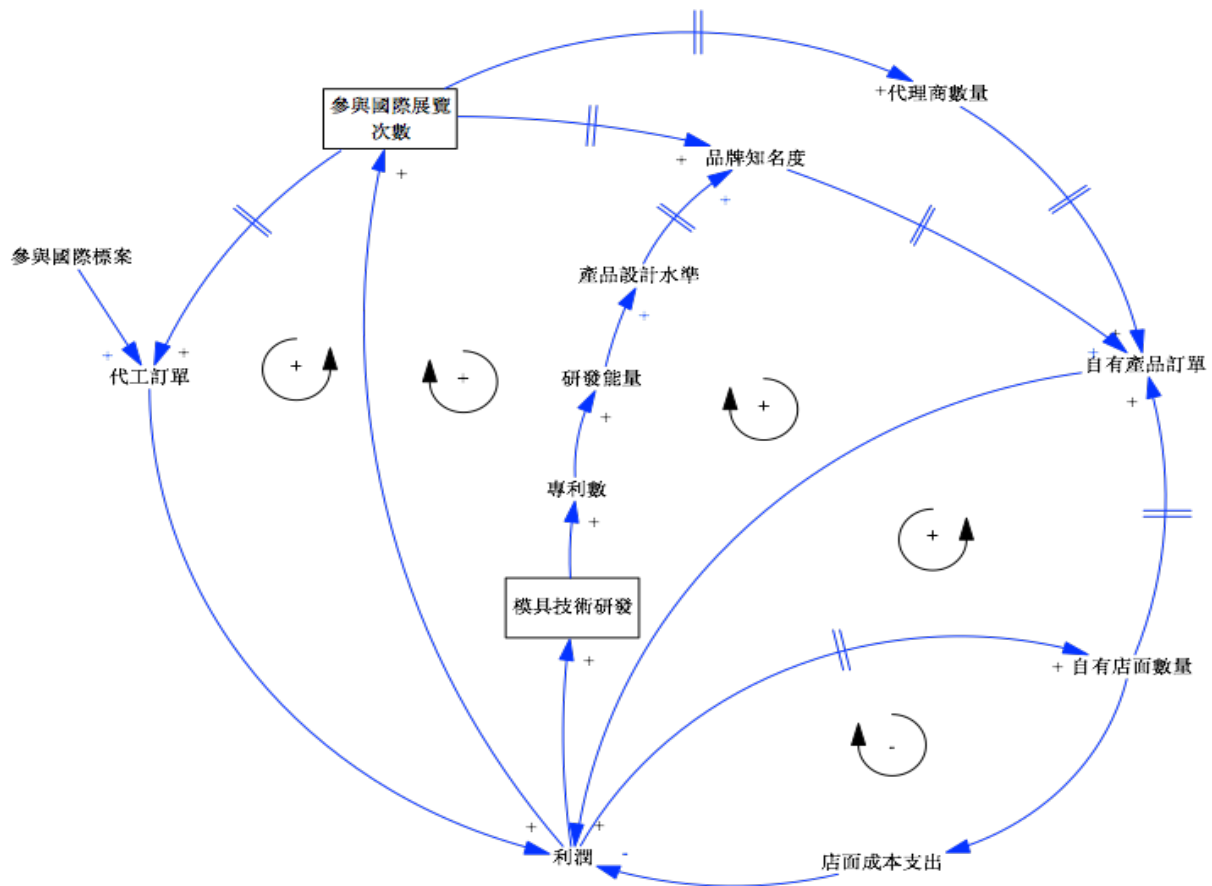 +代理商數量
參與國際展覽
次數
+
品牌知名度
+
+
參與國際標案
產品設計水準
+
+
+
代工訂單
+
+
+
研發能量
+
+
+
+
自有產品訂單
+
專利數
+
+
模具技術研發
+
+ 自有店面數量
-
+
利潤
+
-
店面成本支出